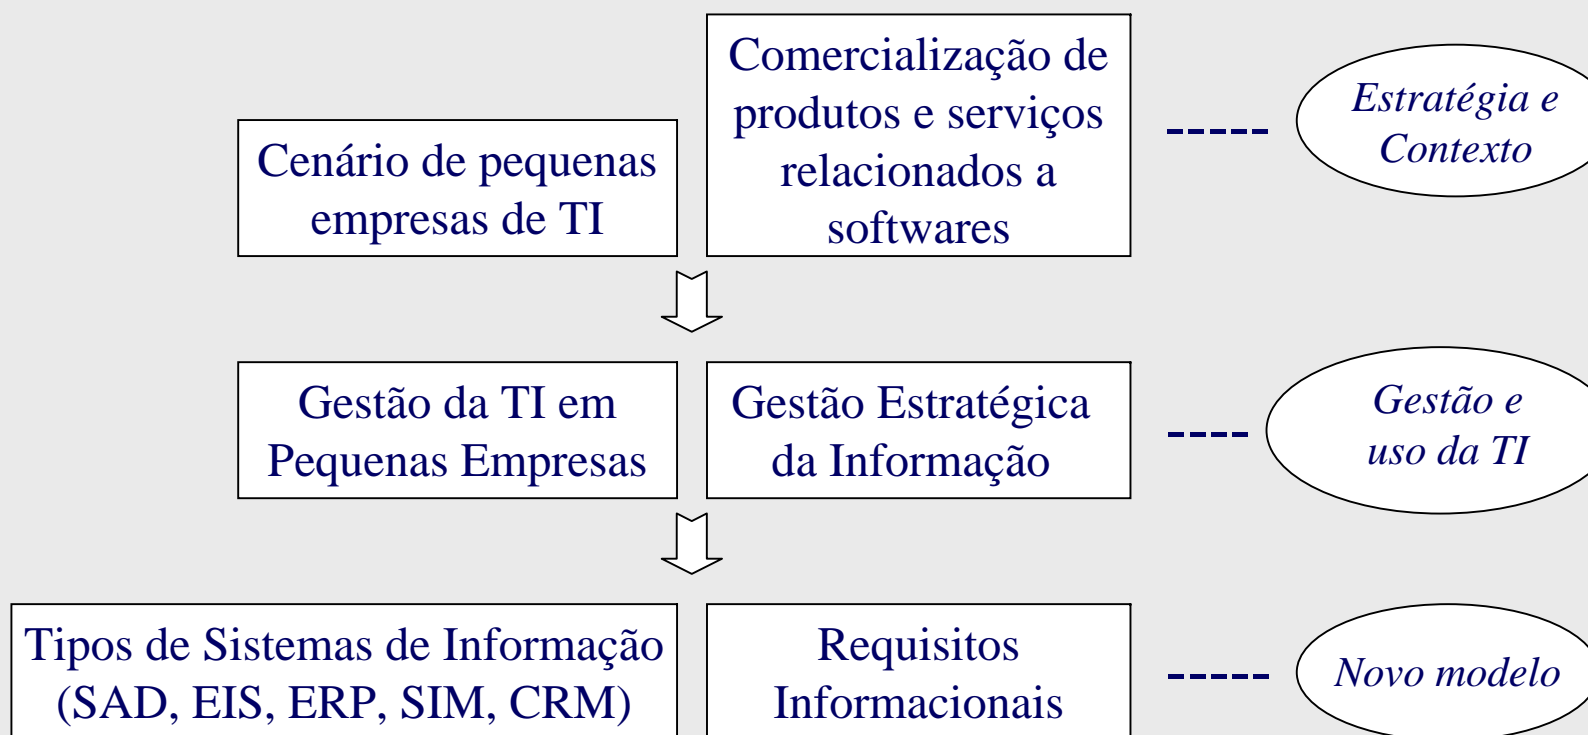 Comercialização de
produtos e serviços
relacionados a
softwares
Cenário de pequenas
empresas de TI
Estratégia e
Contexto
Gestão da TI em
Pequenas Empresas
Gestão Estratégica
da Informação
Gestão e
uso da TI
Tipos de Sistemas de Informação
(SAD, EIS, ERP, SIM, CRM)
Requisitos
Informacionais
Novo modelo